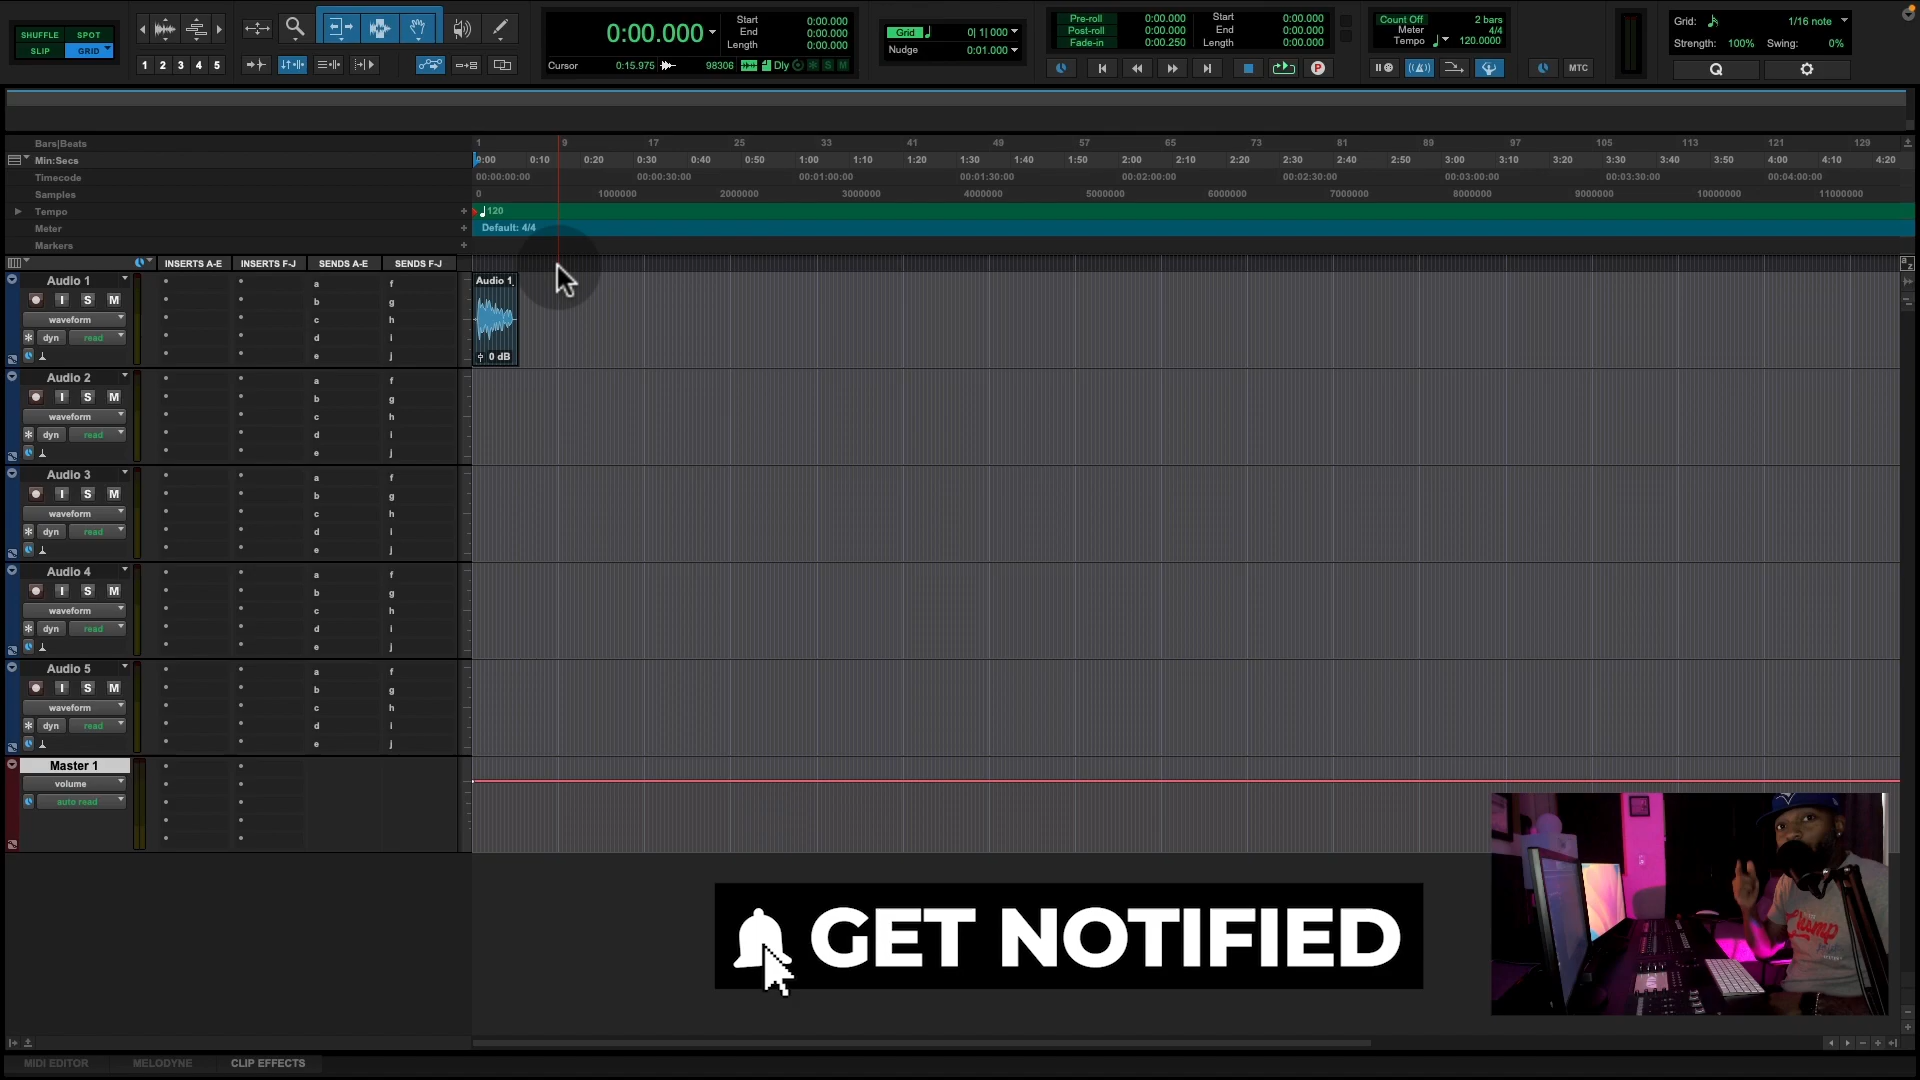 SHUFFLE SPOT
SLIP GRID
1 2 3 4 5
0:00.000
Start 0:00.000
End 0:00.000
Length 0:00.000
Cursor 0:15.975 98306 Dly S M
Grid 0| 1| 000
Nudge 0:01.000
Pre-roll 0:00.000
Post-roll 0:00.000
Fade-in 0:00.250
Start 0:00.000
End 0:00.000
Length 0:00.000
P
Count Off 2 bars
Meter 4/4
Tempo 120.0000
MTC
Grid: 1/16 note
Strength: 100% Swing: 0%
Q
Bars|Beats 1 9 17 25 33 41 49 57 65 73 81 89 97 105 113 121 129
Min:Secs 0:00 0:10 0:20 0:30 0:40 0:50 1:00 1:10 1:20 1:30 1:40 1:50 2:00 2:10 2:20 2:30 2:40 2:50 3:00 3:10 3:20 3:30 3:40 3:50 4:00 4:10 4:20
Timecode 00:00:00:00 00:00:30:00 00:01:00:00 00:01:30:00 00:02:00:00 00:02:30:00 00:03:00:00 00:03:30:00 00:04:00:00
Samples 0 1000000 2000000 3000000 4000000 5000000 6000000 7000000 8000000 9000000 10000000 11000000
Tempo 120
Meter Default: 4/4
Markers
INSERTS A-E INSERTS F-J SENDS A-E SENDS F-J
a z
Audio 1 a f
I S M b g
waveform c h
dyn read d i
e j
Audio 1
0 dB
Audio 2 a f
I S M b g
waveform c h
dyn read d i
e j
Audio 3 a f
I S M b g
waveform c h
dyn read d i
e j
Audio 4 a f
I S M b g
waveform c h
dyn read d i
e j
Audio 5 a f
I S M b g
waveform c h
dyn read d i
e j
Master 1
volume
auto read
GET NOTIFIED
MIDI EDITOR MELODYNE CLIP EFFECTS